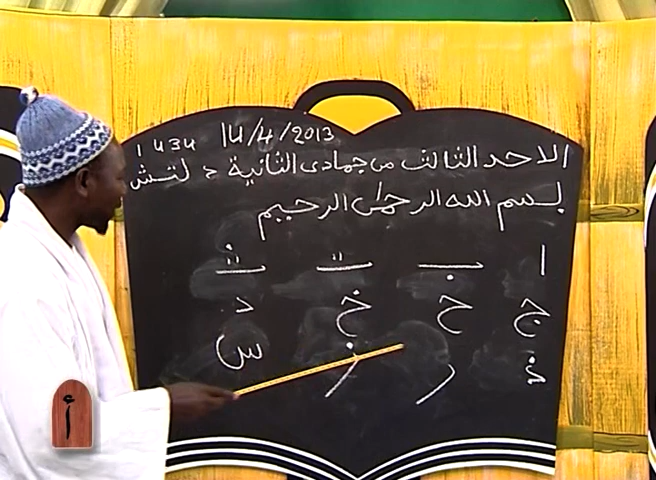 1434 14/4/2013
الاحد الثالث من جمادى الثانية
بسم الله الرحمن الرحيم
ا ب ت ث
ج ح خ د
ذ ر ز س
أ